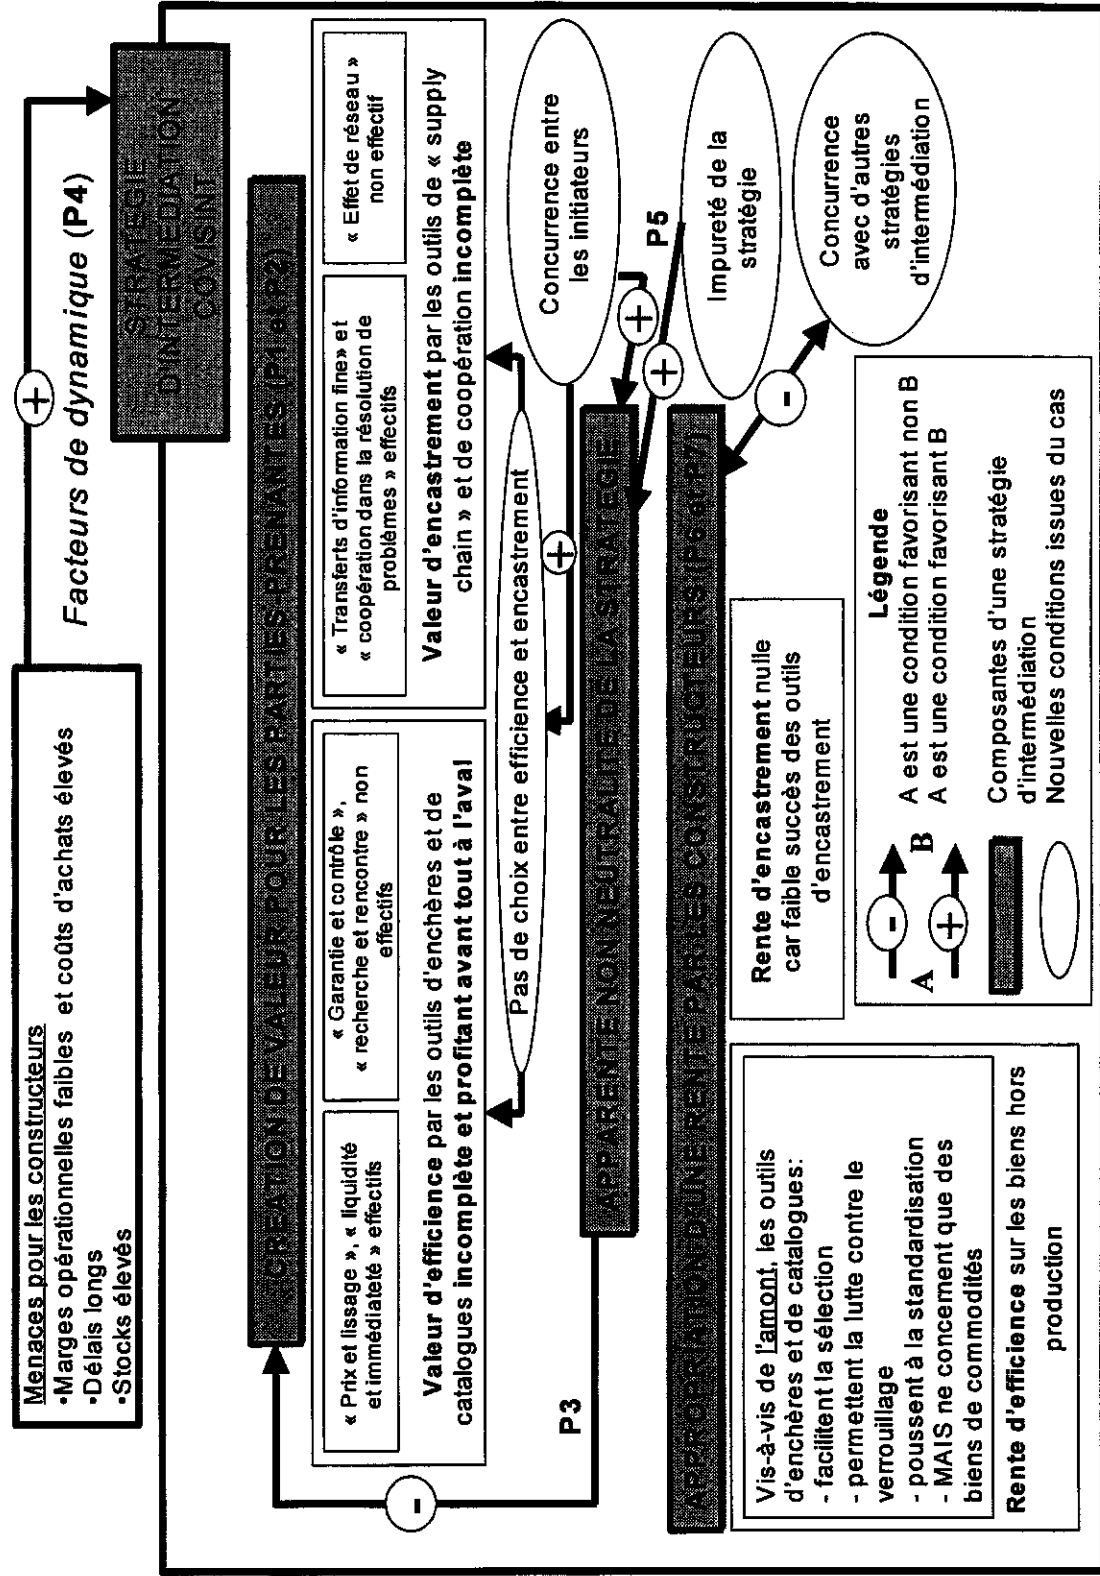 Menaces pour les constructeurs
•Marges opérationnelles faibles et coûts d'achats élevés
•Délais longs
•Stocks élevés
+
Facteurs de dynamique (P4)
STRATEGIE
D'INTERMEDIATION
COVISINT
CREATION DE VALEUR POUR LES PARTIES PRENANTES (P1 et P2)
« Prix et lissage », « liquidité
et immédiateté » effectifs
« Garantie et contrôle »,
« recherche et rencontre » non
effectifs
Valeur d'efficience par les outils d'enchères et de
catalogues incomplète et profitant avant tout à l'aval
« Transferts d'information fine» et
« coopération dans la résolution de
problèmes » effectifs
« Effet de réseau »
non effectif
Valeur d'encastrement par les outils de « supply
chain » et de coopération incomplète
Pas de choix entre efficience et encastrement
Concurrence entre
les initiateurs
+
-
P3
APPARENTE NON NEUTRALITE DE LA STRATEGIE
+
+
P5
Impureté de la
stratégie
APPROPRIATION D'UNE RENTE PAR LES CONSTRUCTEURS (P6 et P7)
-
Concurrence
avec d'autres
stratégies
d'intermédiation
Vis-à-vis de l'amont, les outils
d'enchères et de catalogues:
- facilitent la sélection
- permettent la lutte contre le
verrouillage
- poussent à la standardisation
- MAIS ne concernent que des
biens de commodités
Rente d'efficience sur les biens hors
production
Rente d'encastrement nulle
car faible succès des outils
d'encastrement
Légende
A - B A est une condition favorisant non B
+ A est une condition favorisant B
Composantes d'une stratégie
d'intermédiation
Nouvelles conditions issues du cas